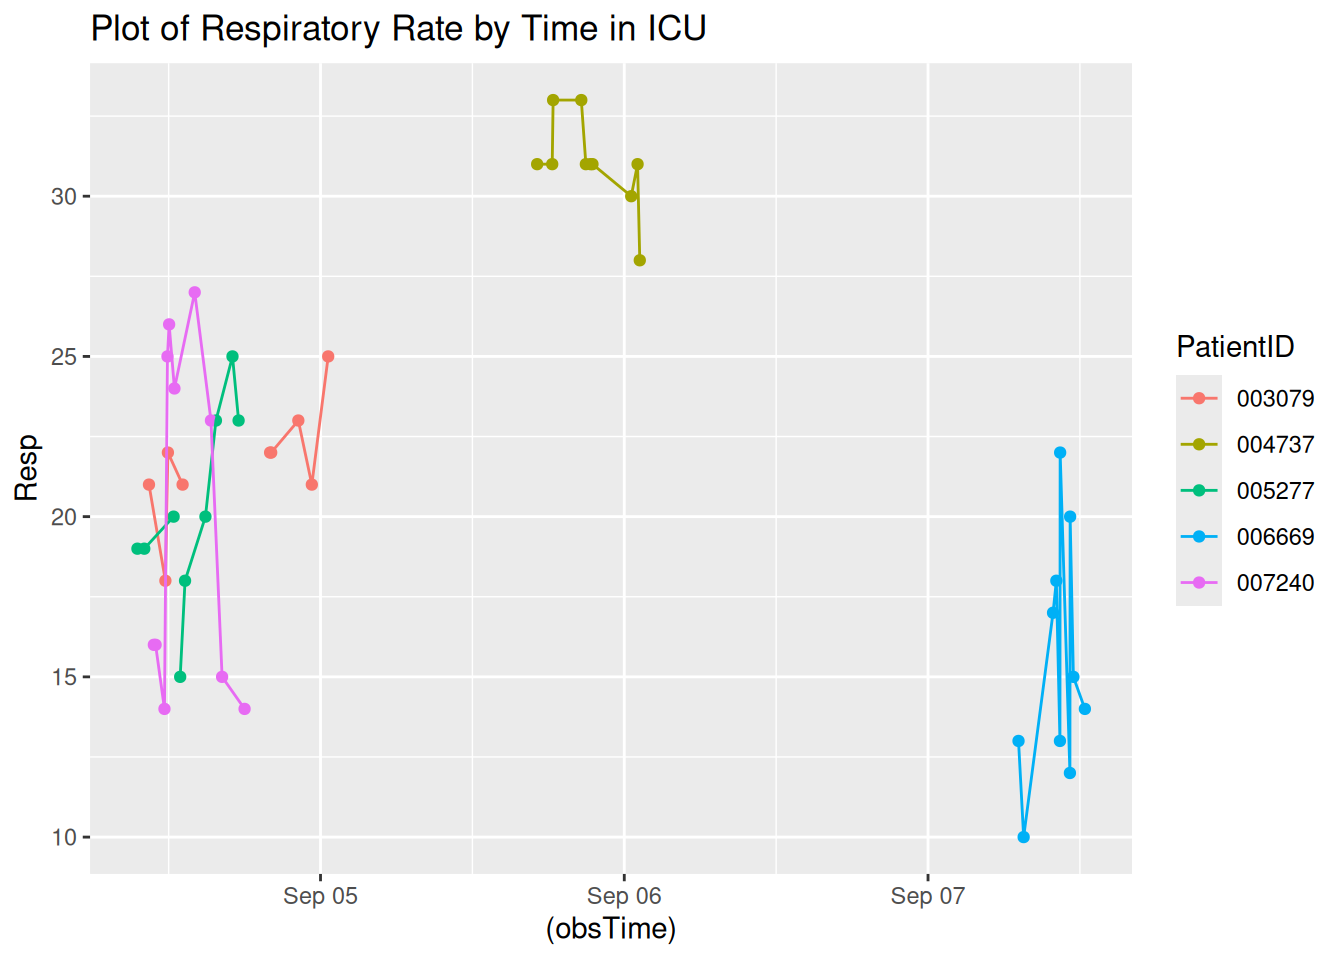 Plot of Respiratory Rate by Time in ICU
Resp
30
25
20
15
10
Sep 05
Sep 06
Sep 07
(obsTime)
PatientID
003079
004737
005277
006669
007240